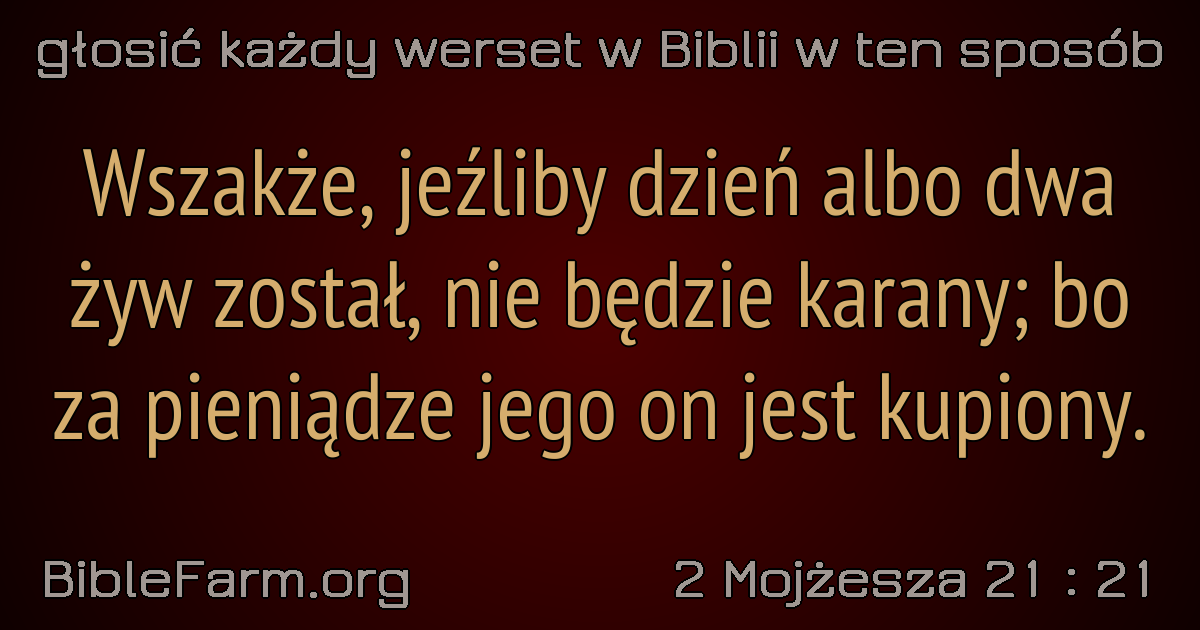 głosić każdy werset w Biblii w ten sposób
Wszakże, jeźliby dzień albo dwa
żyw został, nie będzie karany; bo
za pieniądze jego on jest kupiony.
BibleFarm.org
2 Mojżesza 21 : 21